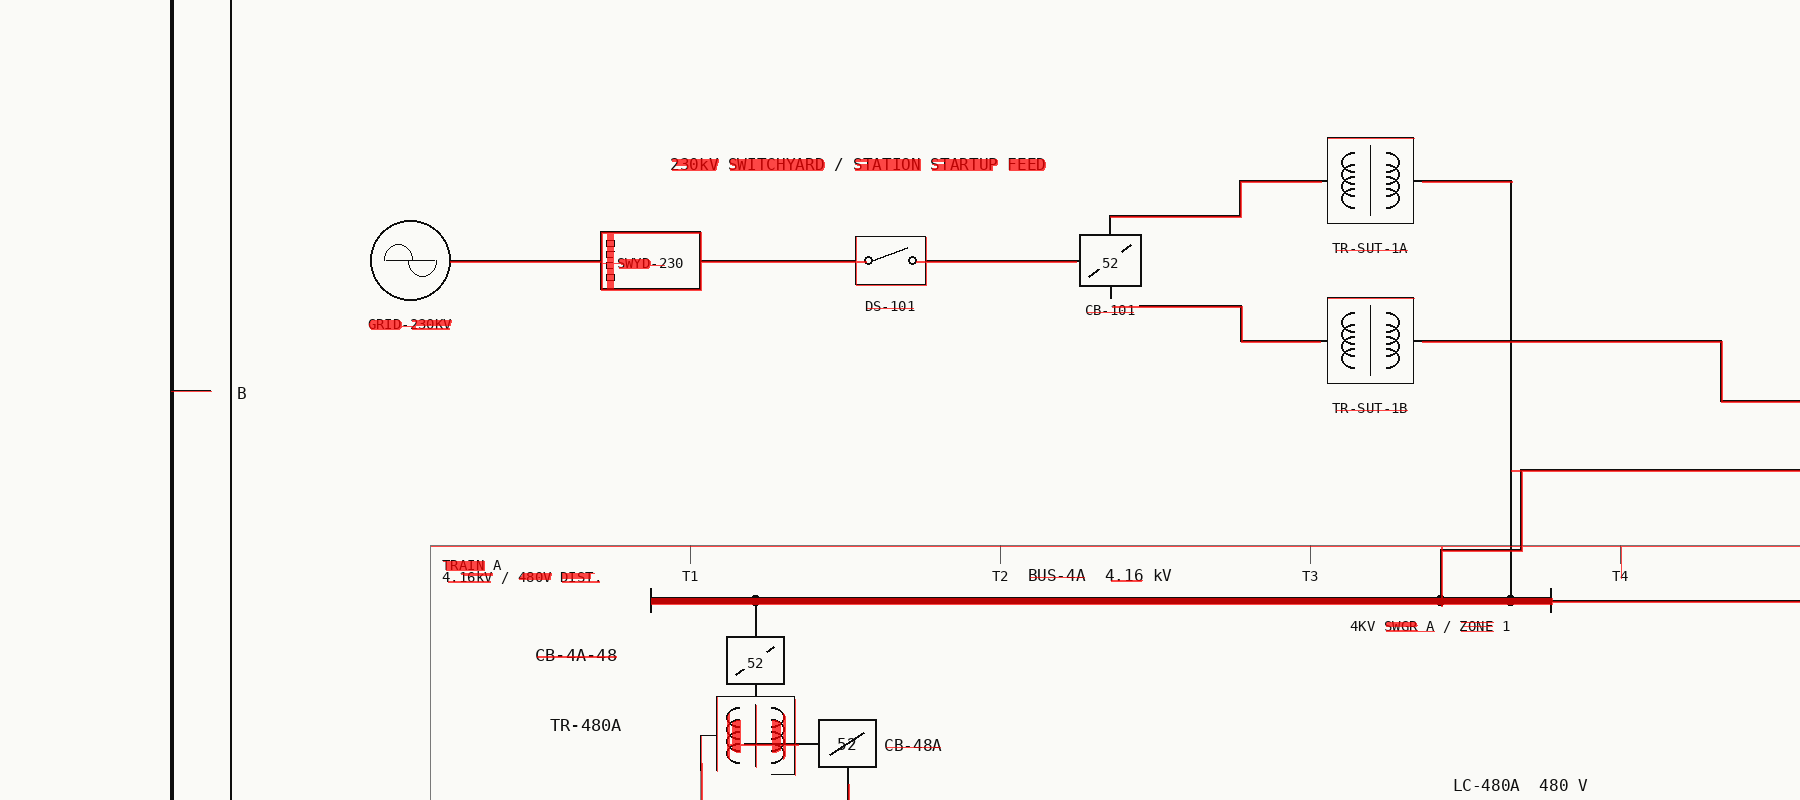 230kV SWITCHYARD / STATION STARTUP FEED
TR-SUT-1A
SWYD-230
52
DS-101
CB-101
GRID-230KV
B
TR-SUT-1B
TRAIN A
4.16kV / 480V DIST.
T1
T2
BUS-4A 4.16 kV
T3
T4
4KV SWGR A / ZONE 1
CB-4A-48
52
TR-480A
52
CB-48A
LC-480A 480 V